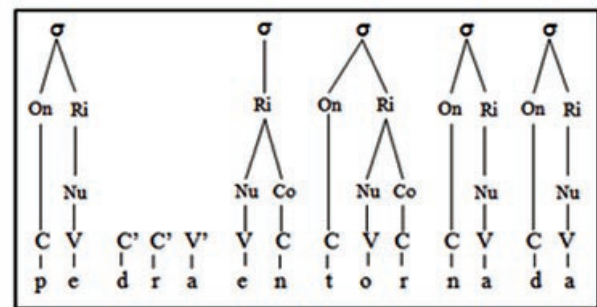 σ σ σ σ σ
On Ri Ri On Ri On Ri On Ri
Nu Nu Co Nu Co Nu Nu
C V C' C' V' V C C V C C V C V
p e d r a e n t o r n a d a